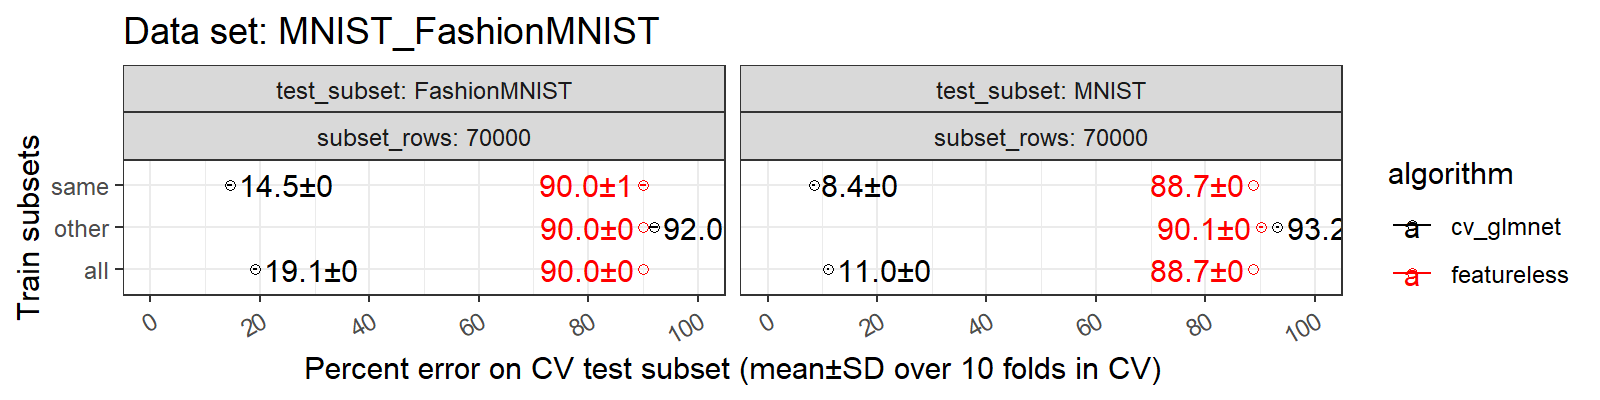 Data set: MNIST_FashionMNIST
test_subset: FashionMNIST
test_subset: MNIST
subset_rows: 70000
subset_rows: 70000
Train subsets
same
other
all
14.5±0
90.0±1
90.0±0
92.0
19.1±0
90.0±0
8.4±0
88.7±0
90.1±0
93.2
11.0±0
88.7±0
0
20
40
60
80
100
0
20
40
60
80
100
Percent error on CV test subset (mean±SD over 10 folds in CV)
algorithm
a cv_glmnet
a featureless